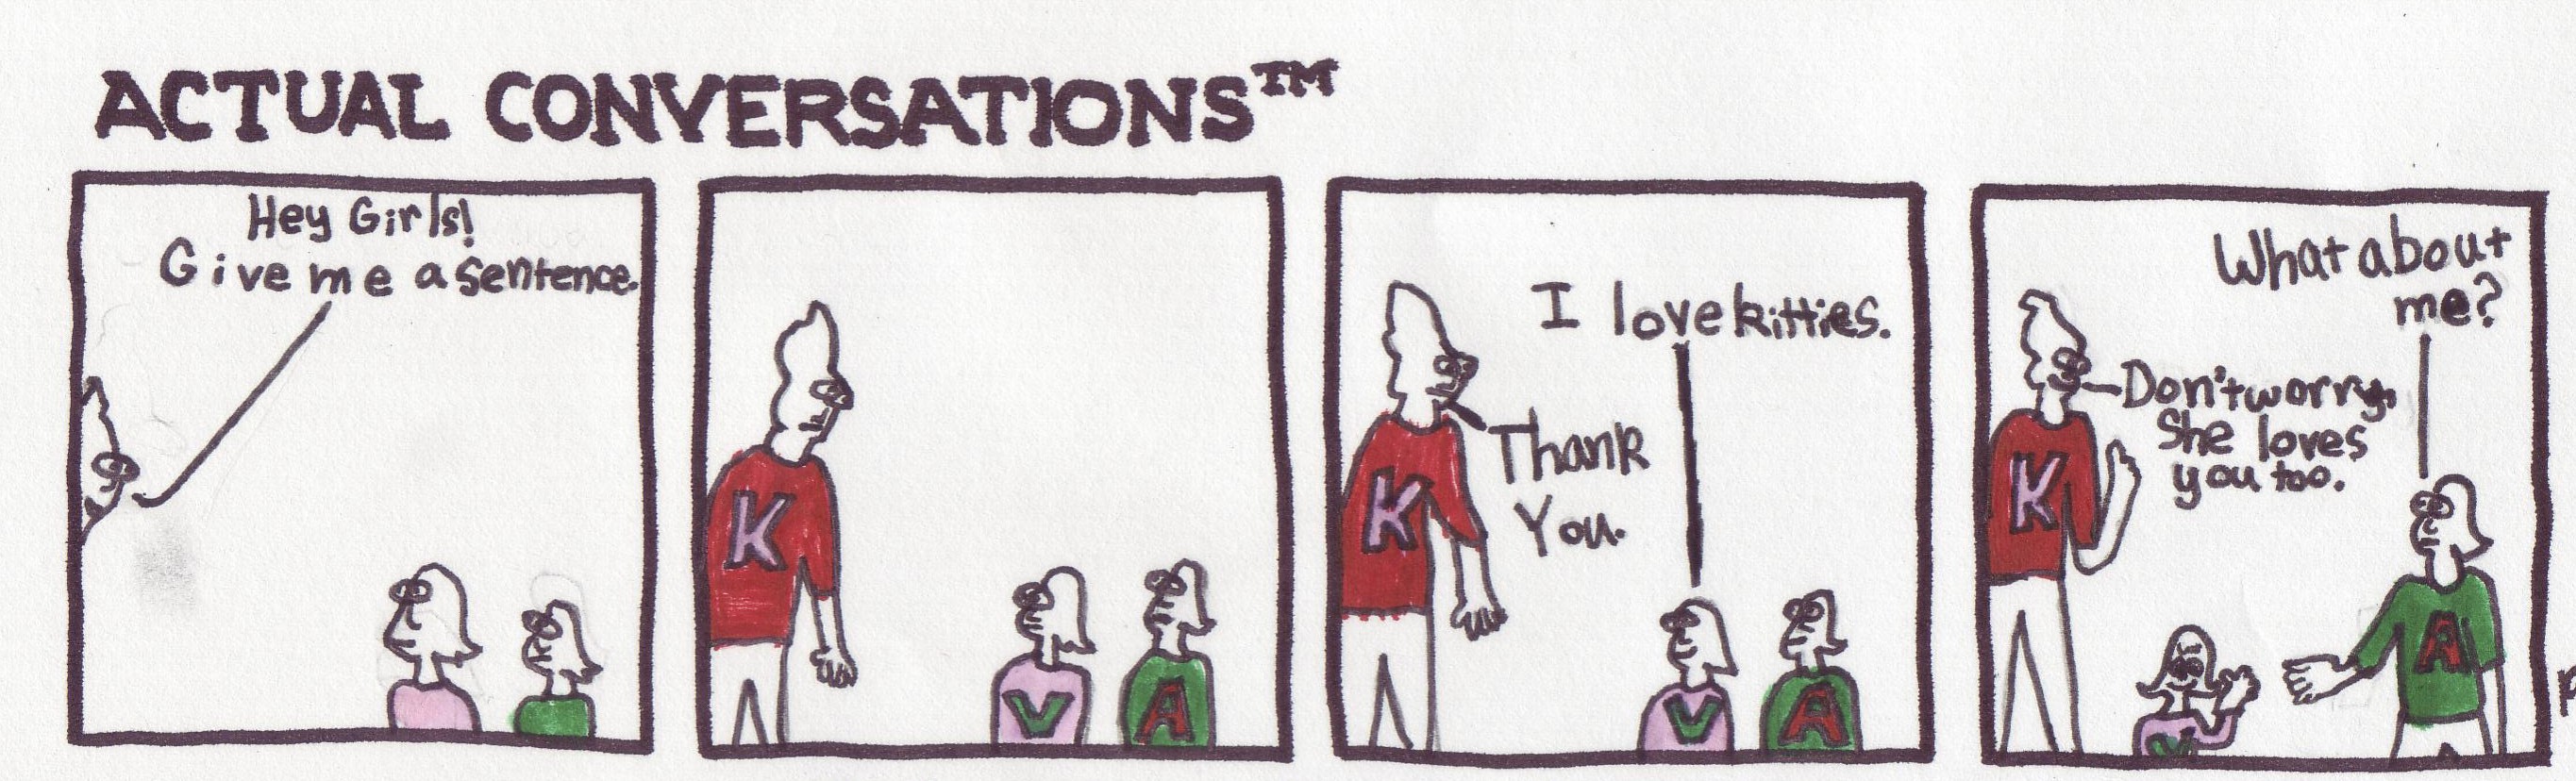 ACTUAL CONVERSATIONS™
Hey Girls!
Give me a sentence.
K
V
A
I love kitties.
Thank
You.
K
V
A
What about
me?
Don't worry,
She loves
you too.
K
V
A